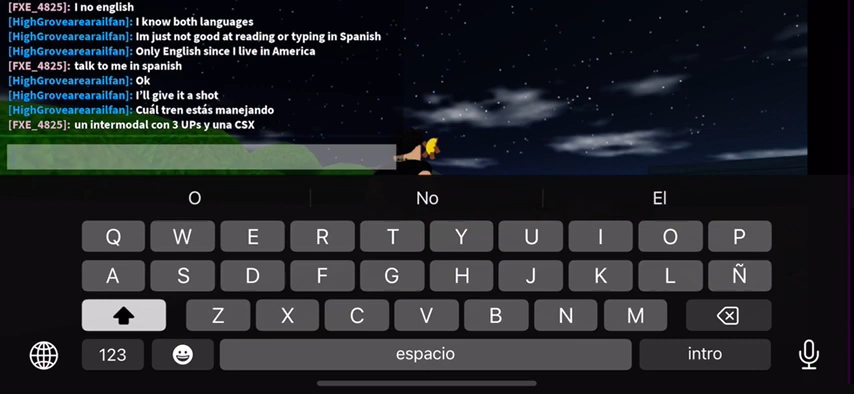 [FXE_4825]: I no english
[HighGrovearearailfan]: I know both languages
[HighGrovearearailfan]: Im just not good at reading or typing in Spanish
[HighGrovearearailfan]: Only English since I live in America
[FXE_4825]: talk to me in spanish
[HighGrovearearailfan]: Ok
[HighGrovearearailfan]: I'll give it a shot
[HighGrovearearailfan]: Cuál tren estás manejando
[FXE_4825]: un intermodal con 3 UPs y una CSX
O No El
Q W E R T Y U I O P
A S D F G H J K L Ñ
Z X C V B N M
123 espacio intro